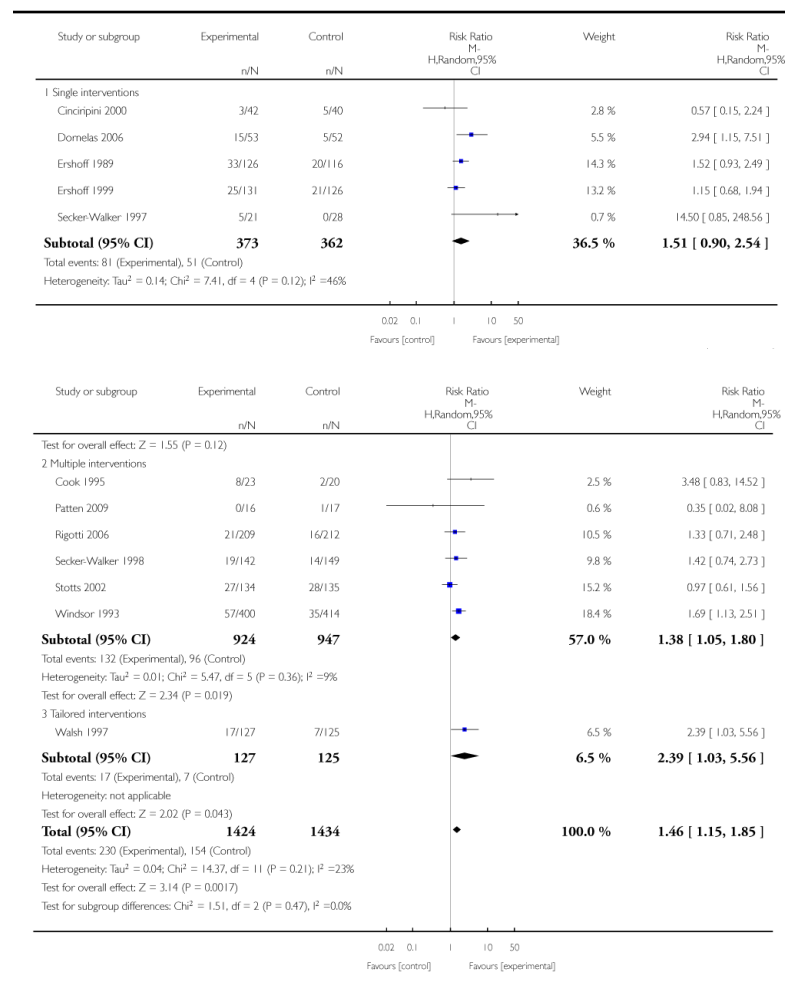 Study or subgroup Experimental Control Risk Ratio Weight Risk Ratio
M- M-
H,Random,95% H,Random,95%
n/N n/N CI CI
1 Single interventions
Cinciripini 2000 3/42 5/40 2.8 % 0.57 [ 0.15, 2.24 ]
Dornelas 2006 15/53 5/52 5.5 % 2.94 [ 1.15, 7.51 ]
Ershoff 1989 33/126 20/116 14.3 % 1.52 [ 0.93, 2.49 ]
Ershoff 1999 25/131 21/126 13.2 % 1.15 [ 0.68, 1.94 ]
Secker-Walker 1997 5/21 0/28 0.7 % 14.50 [ 0.85, 248.56 ]
Subtotal (95% CI) 373 362 36.5 % 1.51 [ 0.90, 2.54 ]
Total events: 81 (Experimental), 51 (Control)
Heterogeneity: Tau² = 0.14; Chi² = 7.41, df = 4 (P = 0.12); I² =46%
0.02 0.1 1 10 50
Favours [control] Favours [experimental]
Study or subgroup Experimental Control Risk Ratio Weight Risk Ratio
M- M-
H,Random,95% H,Random,95%
n/N n/N CI CI
Test for overall effect: Z = 1.55 (P = 0.12)
2 Multiple interventions
Cook 1995 8/23 2/20 2.5 % 3.48 [ 0.83, 14.52 ]
Patten 2009 0/16 1/17 0.6 % 0.35 [ 0.02, 8.08 ]
Rigotti 2006 21/209 16/212 10.5 % 1.33 [ 0.71, 2.48 ]
Secker-Walker 1998 19/142 14/149 9.8 % 1.42 [ 0.74, 2.73 ]
Stotts 2002 27/134 28/135 15.2 % 0.97 [ 0.61, 1.56 ]
Windsor 1993 57/400 35/414 18.4 % 1.69 [ 1.13, 2.51 ]
Subtotal (95% CI) 924 947 57.0 % 1.38 [ 1.05, 1.80 ]
Total events: 132 (Experimental), 96 (Control)
Heterogeneity: Tau² = 0.01; Chi² = 5.47, df = 5 (P = 0.36); I² =9%
Test for overall effect: Z = 2.34 (P = 0.019)
3 Tailored interventions
Walsh 1997 17/127 7/125 6.5 % 2.39 [ 1.03, 5.56 ]
Subtotal (95% CI) 127 125 6.5 % 2.39 [ 1.03, 5.56 ]
Total events: 17 (Experimental), 7 (Control)
Heterogeneity: not applicable
Test for overall effect: Z = 2.02 (P = 0.043)
Total (95% CI) 1424 1434 100.0 % 1.46 [ 1.15, 1.85 ]
Total events: 230 (Experimental), 154 (Control)
Heterogeneity: Tau² = 0.04; Chi² = 14.37, df = 11 (P = 0.21); I² =23%
Test for overall effect: Z = 3.14 (P = 0.0017)
Test for subgroup differences: Chi² = 1.51, df = 2 (P = 0.47), I² =0.0%
0.02 0.1 1 10 50
Favours [control] Favours [experimental]